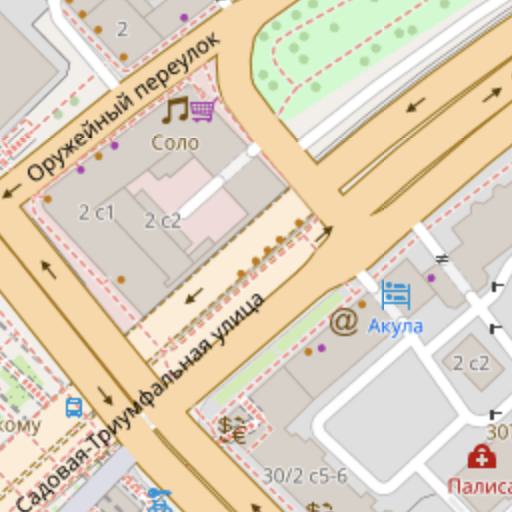 2
Оружейный переулок
Соло
2 с1
2 с2
Садовая-Триумфальная улица
@
Акула
2 с2
кому
$€
30/2 с5-6
301
Палиса